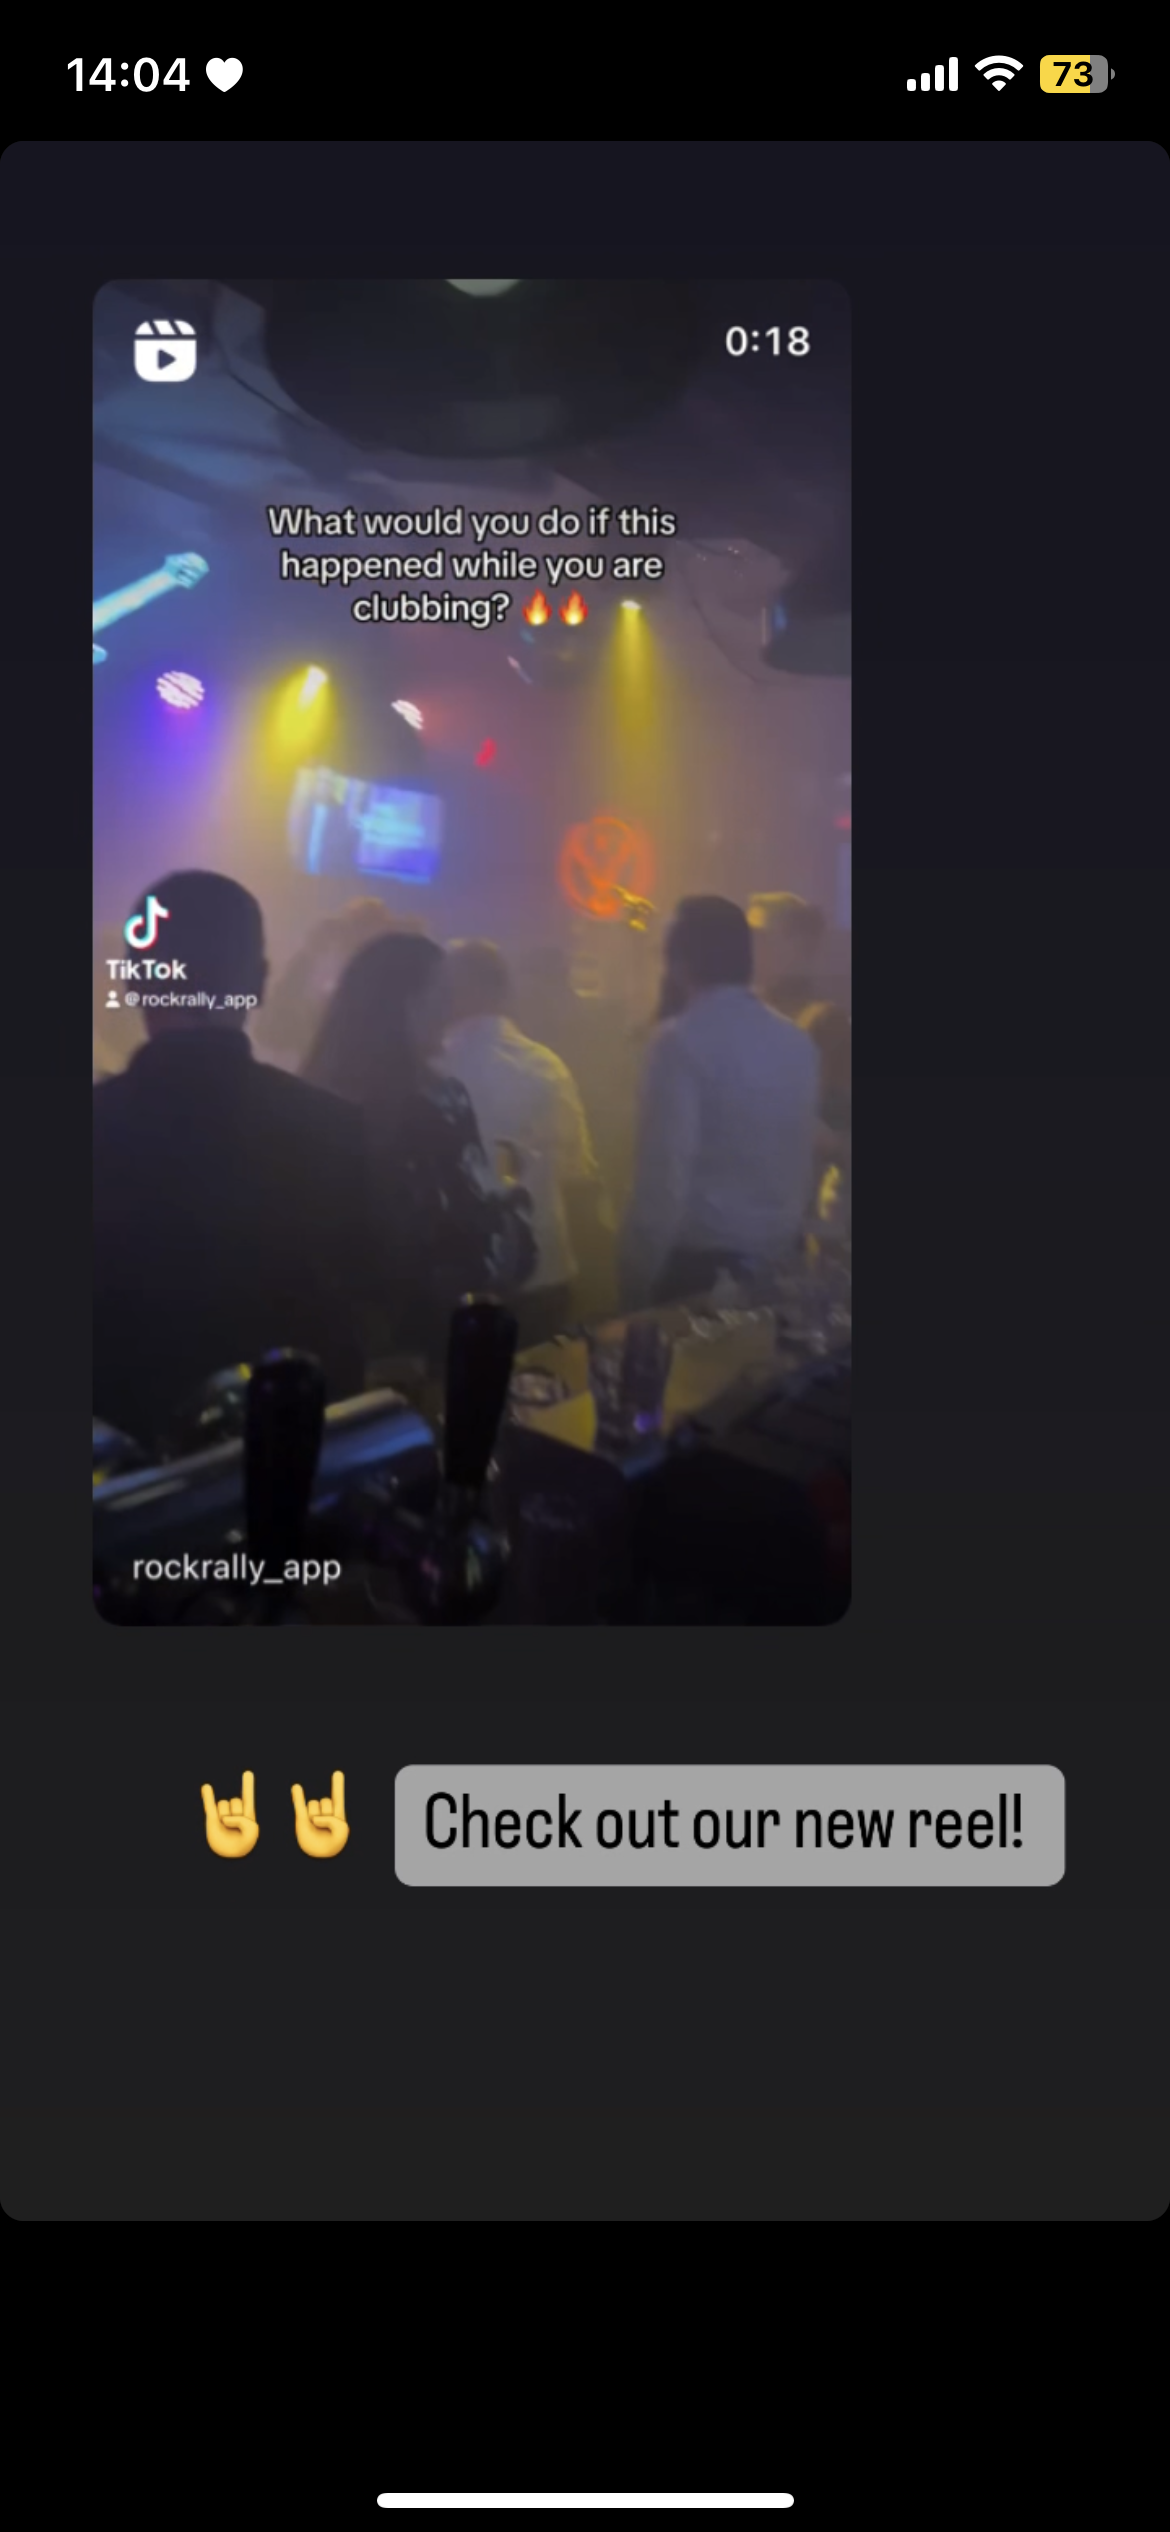 14:04
73
0:18
What would you do if this
happened while you are
clubbing? 🔥🔥
TikTok
@rockrally_app
rockrally_app
🤘 🤘 Check out our new reel!